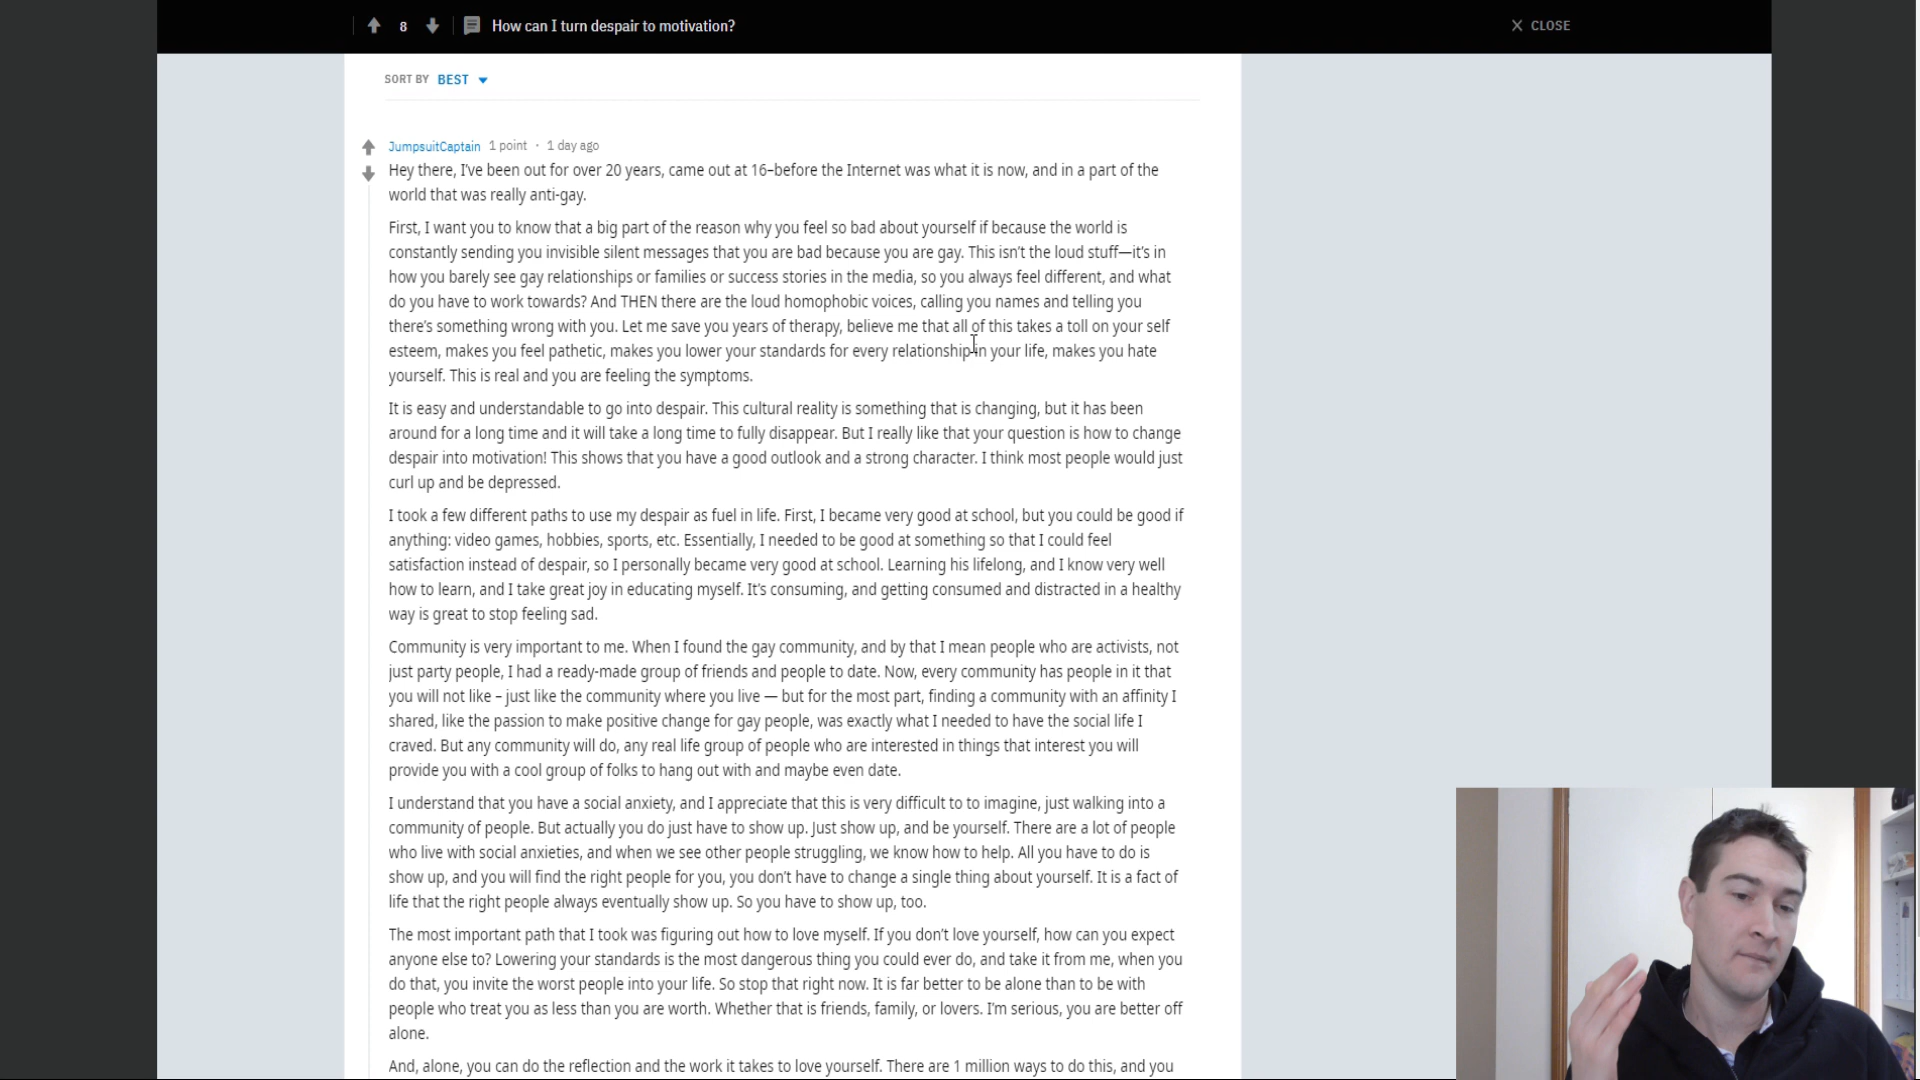 8 How can I turn despair to motivation? CLOSE
SORT BY BEST
JumpsuitCaptain 1 point · 1 day ago
Hey there, I've been out for over 20 years, came out at 16–before the Internet was what it is now, and in a part of the
world that was really anti-gay.
First, I want you to know that a big part of the reason why you feel so bad about yourself if because the world is
constantly sending you invisible silent messages that you are bad because you are gay. This isn't the loud stuff—it's in
how you barely see gay relationships or families or success stories in the media, so you always feel different, and what
do you have to work towards? And THEN there are the loud homophobic voices, calling you names and telling you
there's something wrong with you. Let me save you years of therapy, believe me that all of this takes a toll on your self
esteem, makes you feel pathetic, makes you lower your standards for every relationship in your life, makes you hate
yourself. This is real and you are feeling the symptoms.
It is easy and understandable to go into despair. This cultural reality is something that is changing, but it has been
around for a long time and it will take a long time to fully disappear. But I really like that your question is how to change
despair into motivation! This shows that you have a good outlook and a strong character. I think most people would just
curl up and be depressed.
I took a few different paths to use my despair as fuel in life. First, I became very good at school, but you could be good if
anything: video games, hobbies, sports, etc. Essentially, I needed to be good at something so that I could feel
satisfaction instead of despair, so I personally became very good at school. Learning his lifelong, and I know very well
how to learn, and I take great joy in educating myself. It's consuming, and getting consumed and distracted in a healthy
way is great to stop feeling sad.
Community is very important to me. When I found the gay community, and by that I mean people who are activists, not
just party people, I had a ready-made group of friends and people to date. Now, every community has people in it that
you will not like – just like the community where you live — but for the most part, finding a community with an affinity I
shared, like the passion to make positive change for gay people, was exactly what I needed to have the social life I
craved. But any community will do, any real life group of people who are interested in things that interest you will
provide you with a cool group of folks to hang out with and maybe even date.
I understand that you have a social anxiety, and I appreciate that this is very difficult to to imagine, just walking into a
community of people. But actually you do just have to show up. Just show up, and be yourself. There are a lot of people
who live with social anxieties, and when we see other people struggling, we know how to help. All you have to do is
show up, and you will find the right people for you, you don't have to change a single thing about yourself. It is a fact of
life that the right people always eventually show up. So you have to show up, too.
The most important path that I took was figuring out how to love myself. If you don't love yourself, how can you expect
anyone else to? Lowering your standards is the most dangerous thing you could ever do, and take it from me, when you
do that, you invite the worst people into your life. So stop that right now. It is far better to be alone than to be with
people who treat you as less than you are worth. Whether that is friends, family, or lovers. I'm serious, you are better off
alone.
And, alone, you can do the reflection and the work it takes to love yourself. There are 1 million ways to do this, and you